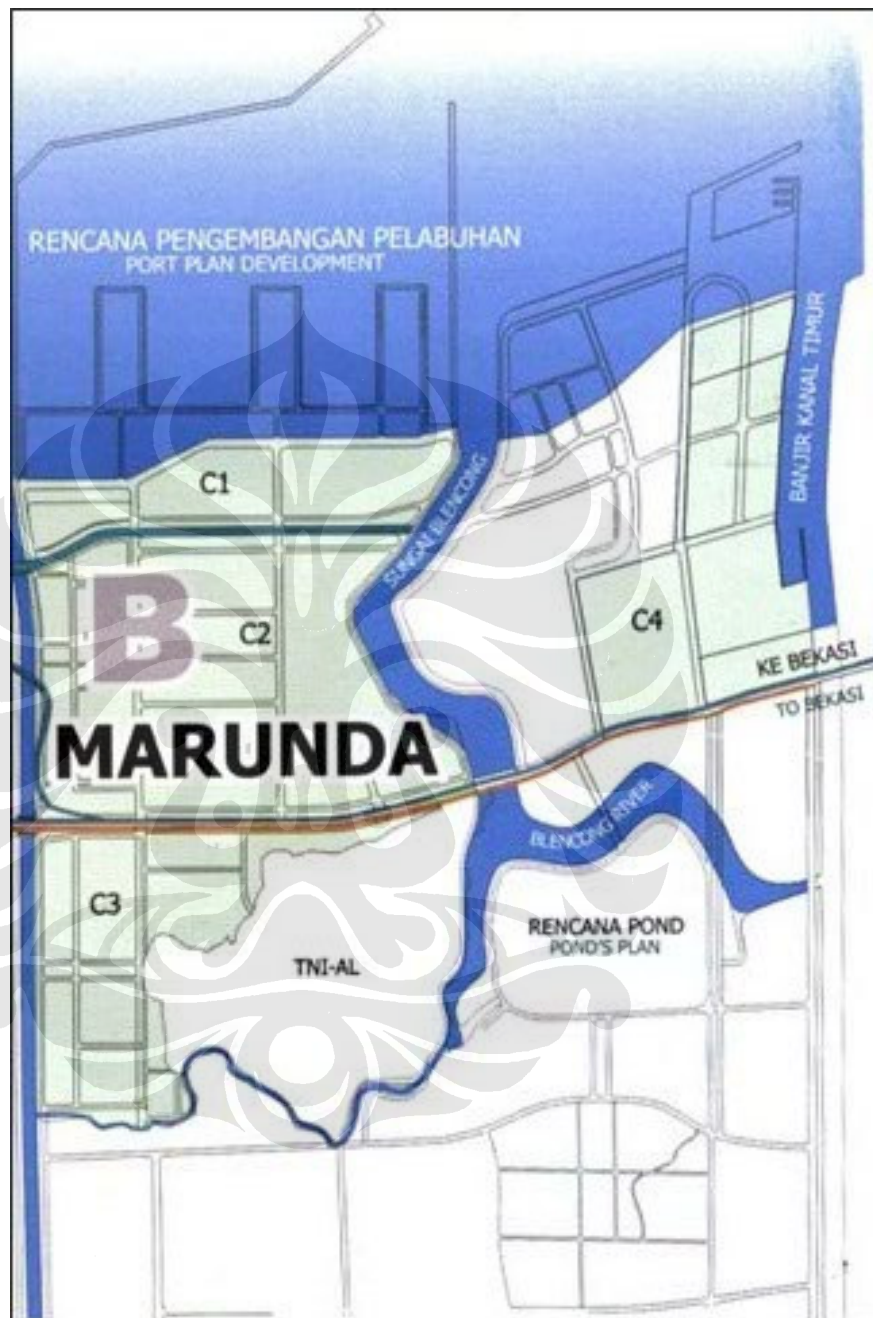 RENCANA PENGEMBANGAN PELABUHAN
PORT PLAN DEVELOPMENT
BANJIR KANAL TIMUR
C1
SUNGAI BLENCONG
B
C2
C4
KE BEKASI
TO BEKASI
MARUNDA
BLENCONG RIVER
C3
RENCANA POND
POND'S PLAN
TNI-AL